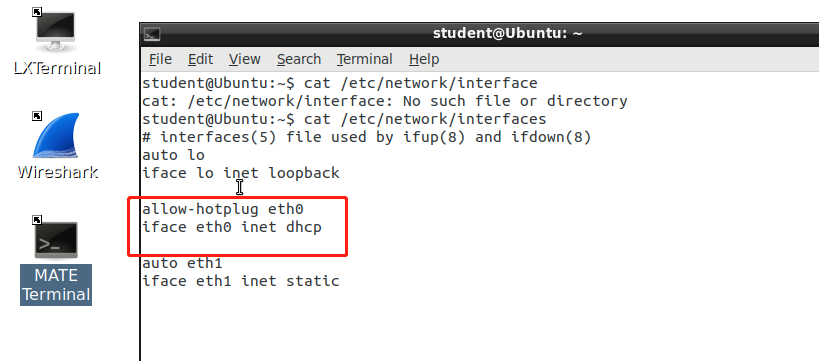 LXTerminal
Wireshark
MATE
Terminal
student@Ubuntu: ~
File Edit View Search Terminal Help
student@Ubuntu:~$ cat /etc/network/interface
cat: /etc/network/interface: No such file or directory
student@Ubuntu:~$ cat /etc/network/interfaces
# interfaces(5) file used by ifup(8) and ifdown(8)
auto lo
iface lo inet loopback
allow-hotplug eth0
iface eth0 inet dhcp
auto eth1
iface eth1 inet static